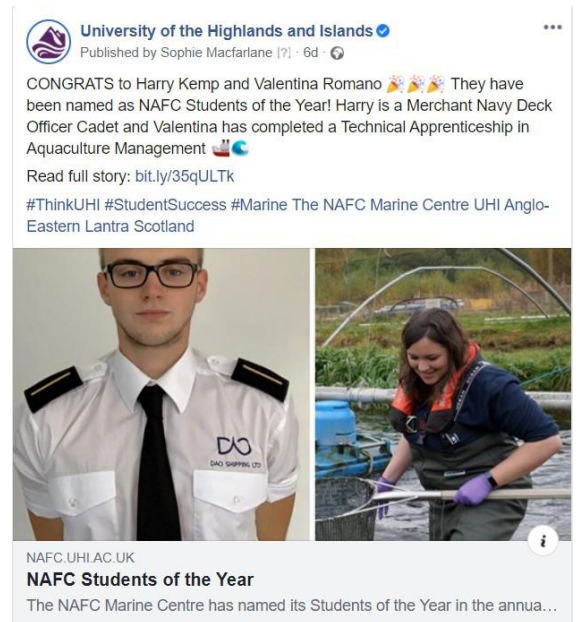 University of the Highlands and Islands
Published by Sophie Macfarlane [?] · 6d ·
CONGRATS to Harry Kemp and Valentina Romano 🎉🎉🎉 They have
been named as NAFC Students of the Year! Harry is a Merchant Navy Deck
Officer Cadet and Valentina has completed a Technical Apprenticeship in
Aquaculture Management 🚢🌊
Read full story: bit.ly/35qULTk
#ThinkUHI #StudentSuccess #Marine The NAFC Marine Centre UHI Anglo-
Eastern Lantra Scotland
DAO
DAO SHIPPING LTD
i
NAFC.UHI.AC.UK
NAFC Students of the Year
The NAFC Marine Centre has named its Students of the Year in the annua...